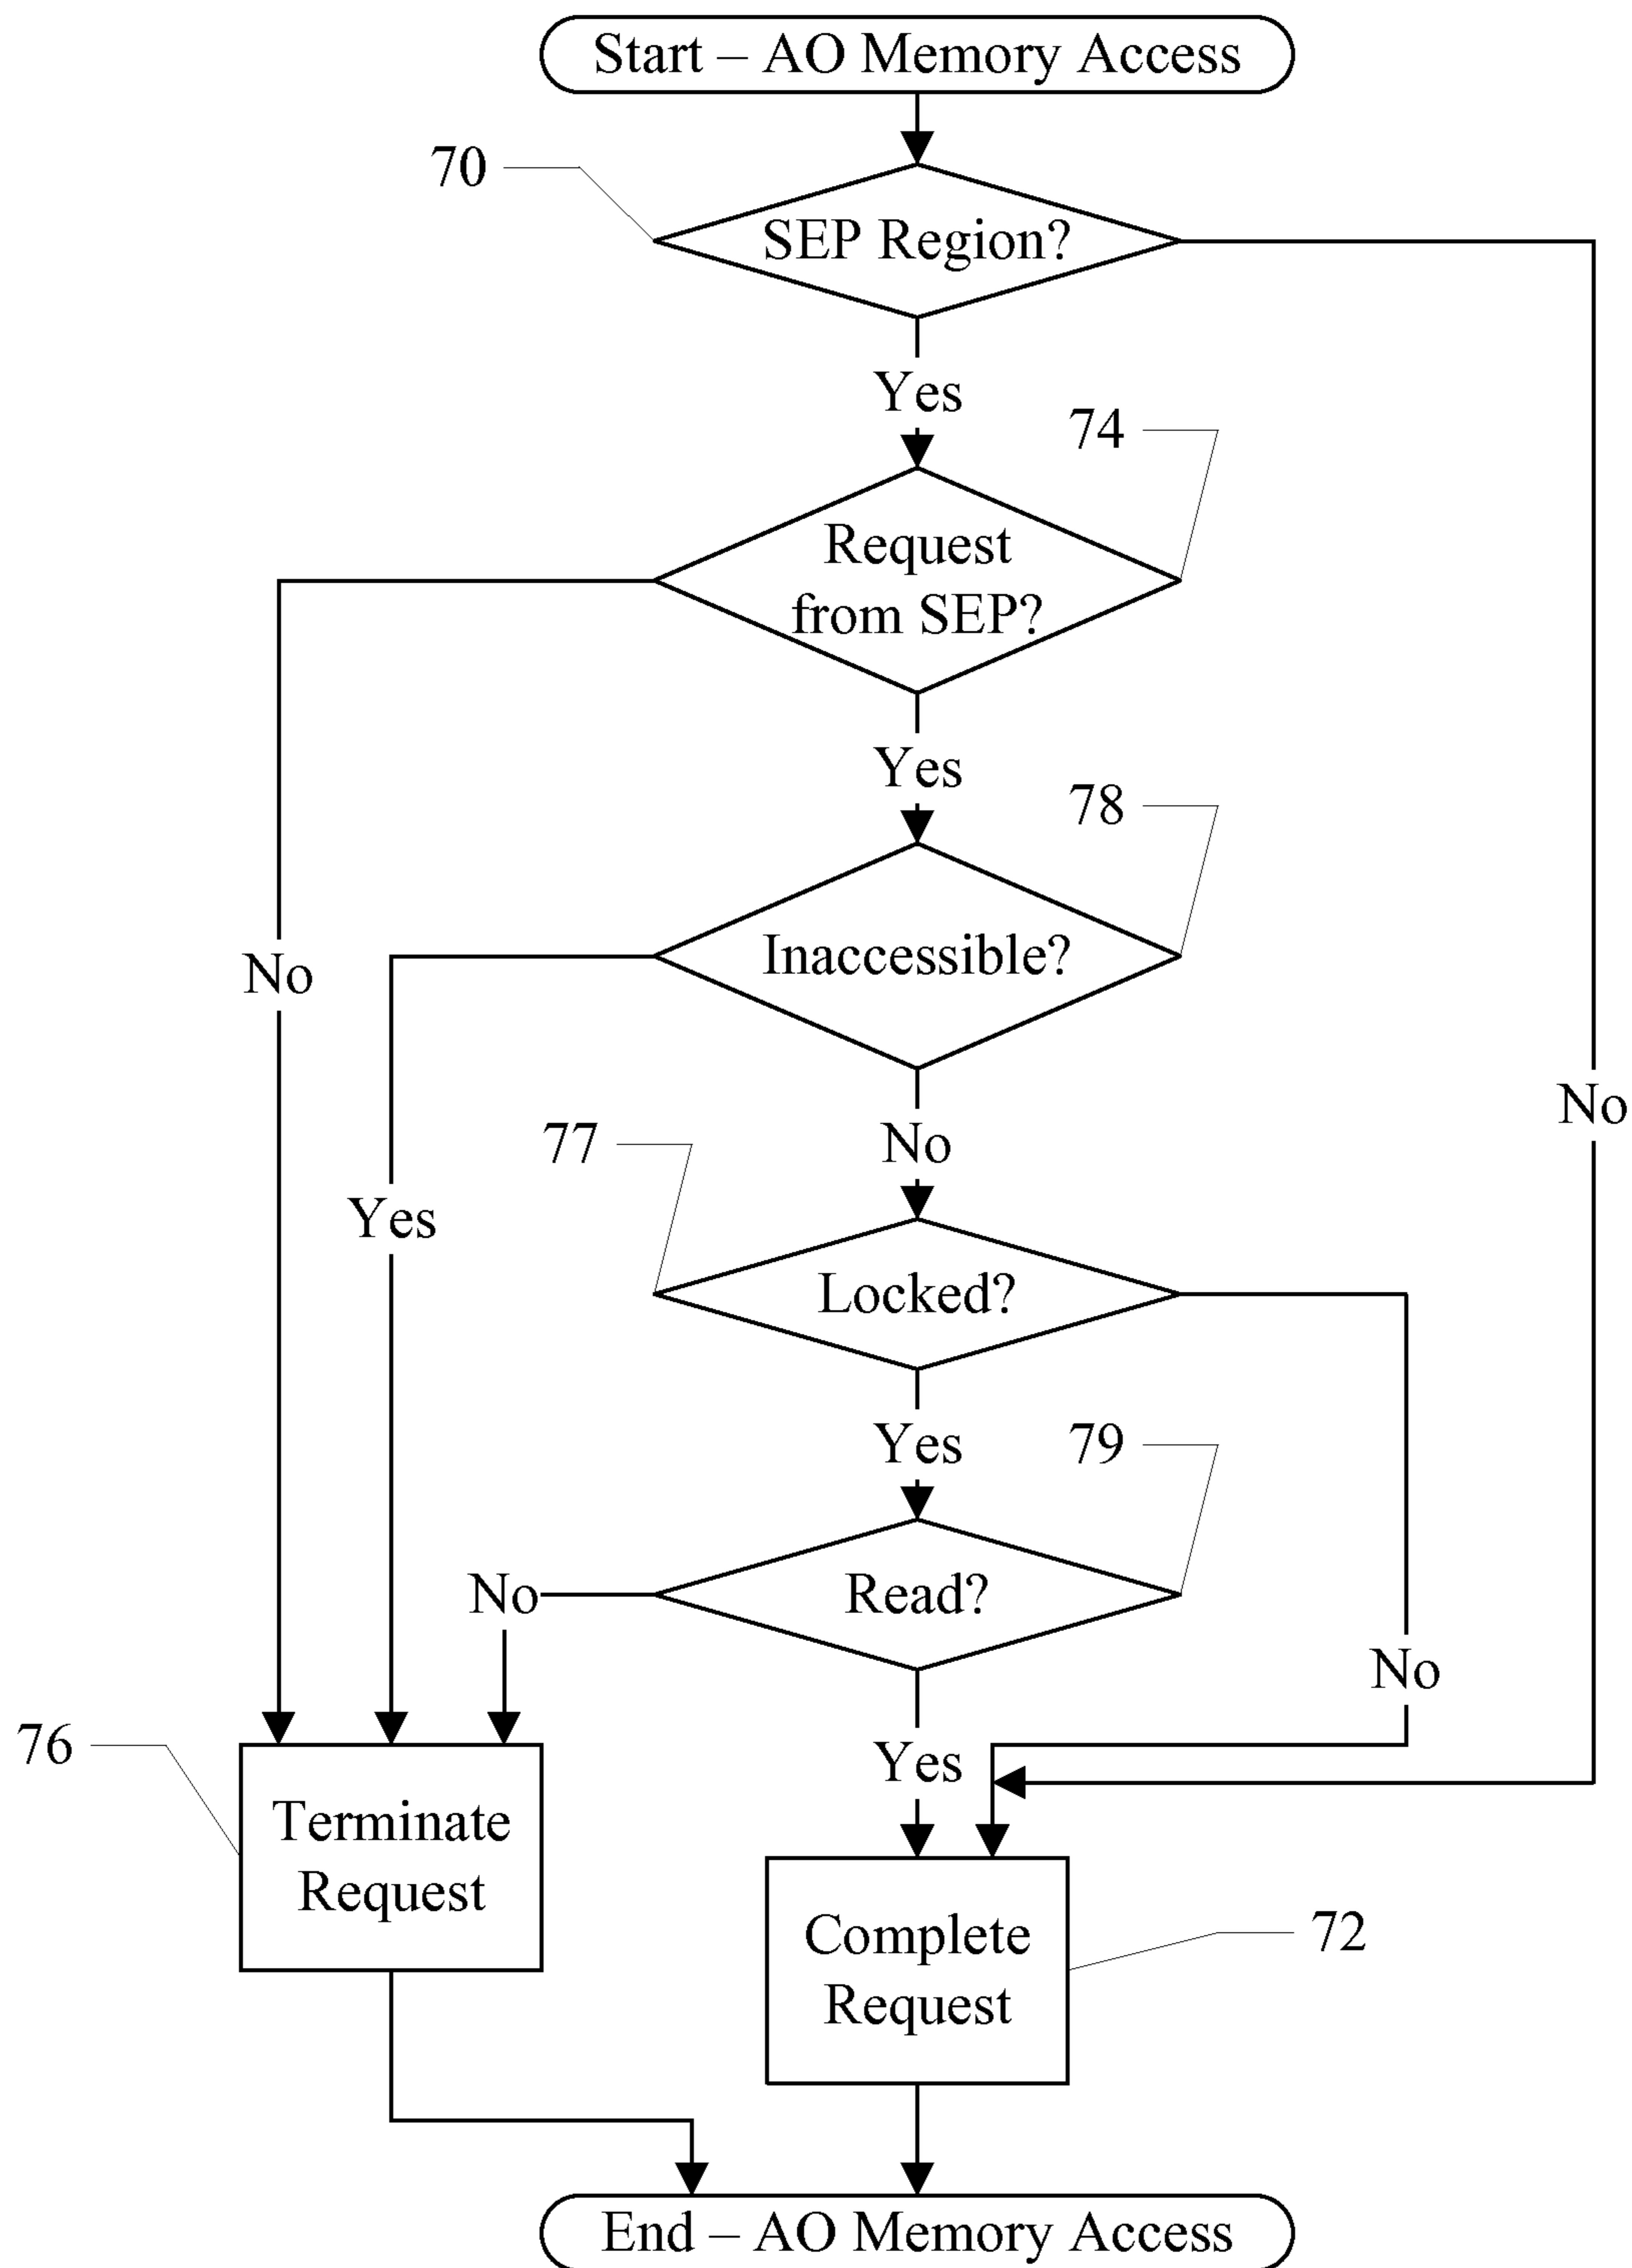 Start – AO Memory Access
70
SEP Region?
Yes
74
Request
from SEP?
Yes
78
No
Inaccessible?
No
77
No
Yes
Locked?
Yes
79
No
Read?
No
76
Yes
Terminate
Request
Complete
Request
72
End – AO Memory Access